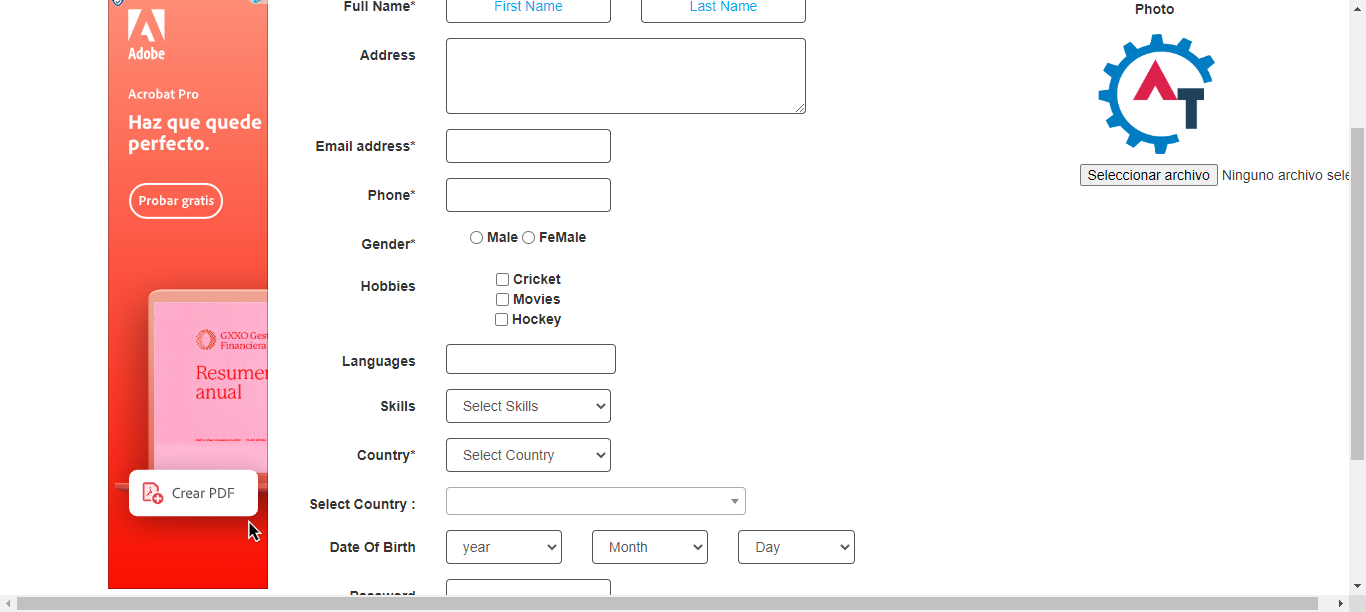 Adobe
Acrobat Pro
Haz que quede
perfecto.
Probar gratis
GXXO Ges
Financiera
Resumen
anual
Crear PDF
Full Name* First Name Last Name
Address
Email address*
Phone*
Gender* Male FeMale
Hobbies Cricket
Movies
Hockey
Languages
Skills Select Skills
Country* Select Country
Select Country :
Date Of Birth year Month Day
Password
Photo
AT
Seleccionar archivo Ninguno archivo sele